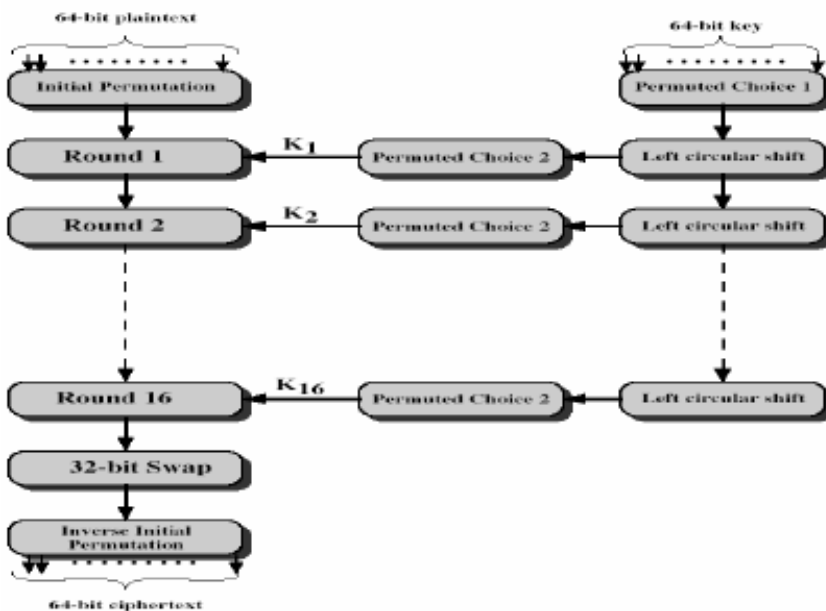 64-bit plaintext
64-bit key
Initial Permutation
Permuted Choice 1
Round 1
K1
Permuted Choice 2
Left circular shift
Round 2
K2
Permuted Choice 2
Left circular shift
Round 16
K16
Permuted Choice 2
Left circular shift
32-bit Swap
Inverse Initial
Permutation
64-bit ciphertext